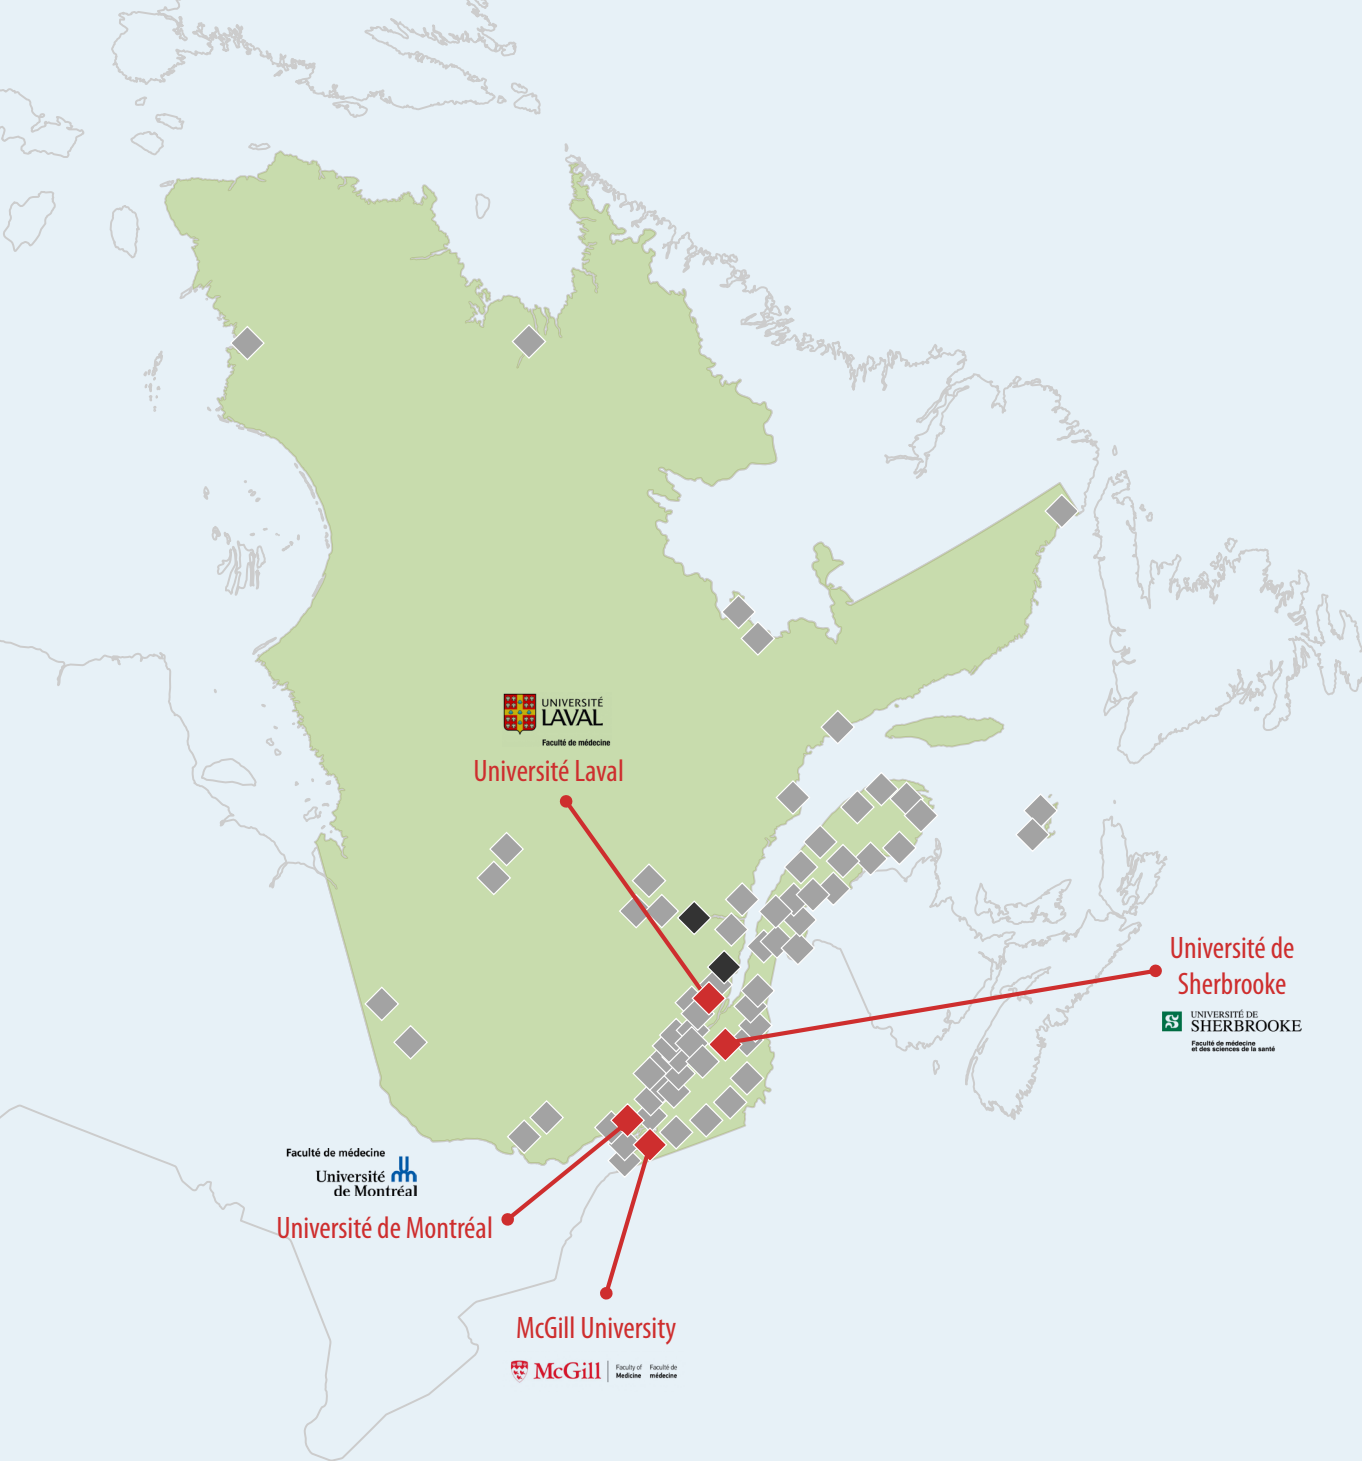 UNIVERSITÉ
LAVAL
Faculté de médecine
Université Laval
Université de
Sherbrooke
UNIVERSITÉ DE
SHERBROOKE
Faculté de médecine
et des sciences de la santé
Faculté de médecine
Université
de Montréal
Université de Montréal
McGill University
McGill
Faculty of Medicine
Faculté de médecine